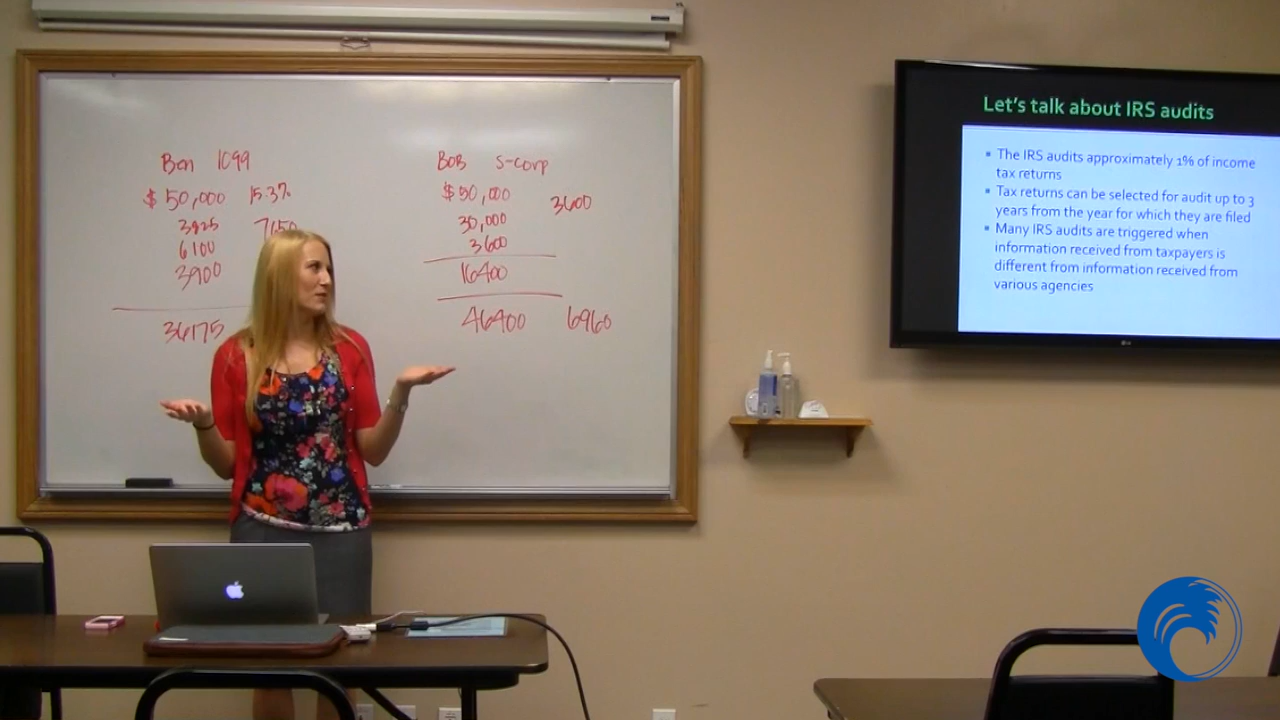 Ben 1099
$50,000 15.3%
3825 7650
6100
3900
36175
BOB S-Corp
$50,000 3600
30,000
3600
16400
46400 6960
Let's talk about IRS audits
The IRS audits approximately 1% of income
tax returns
Tax returns can be selected for audit up to 3
years from the year for which they are filed
Many IRS audits are triggered when
information received from taxpayers is
different from information received from
various agencies
LG